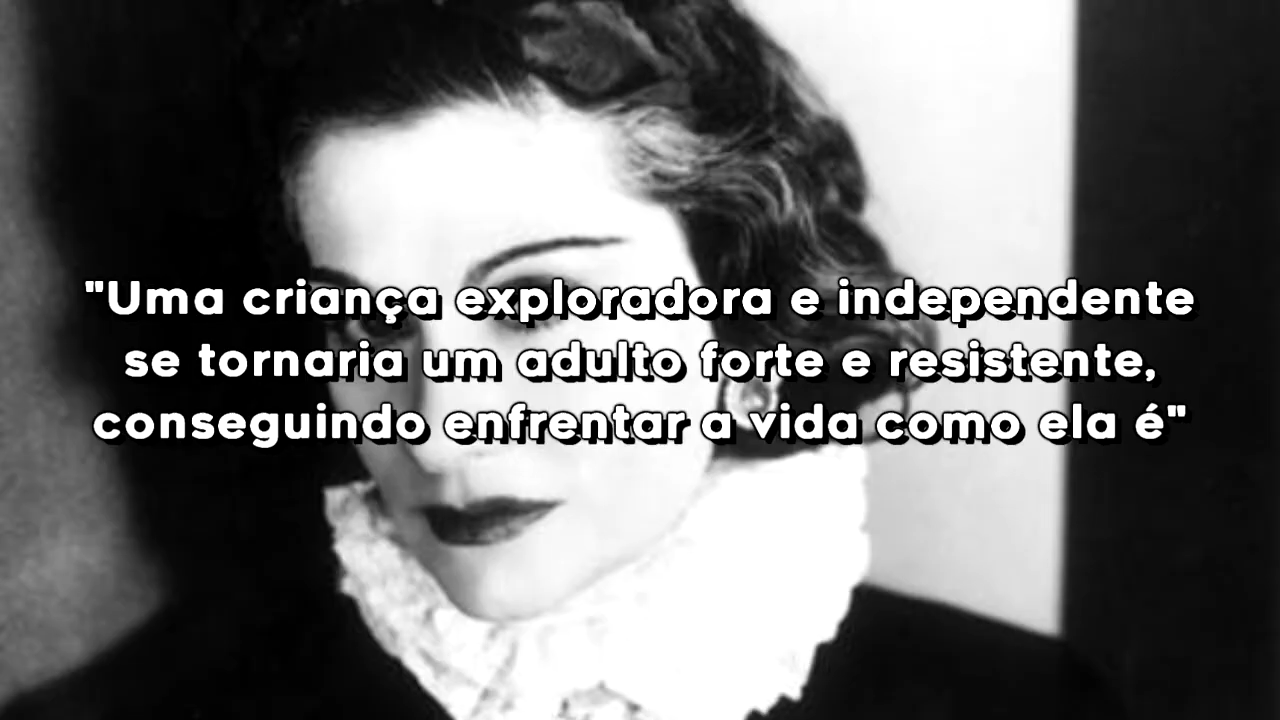 "Uma criança exploradora e independente
se tornaria um adulto forte e resistente,
conseguindo enfrentar a vida como ela é"